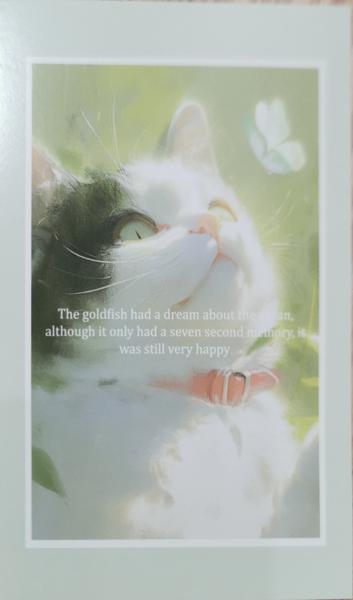 The goldfish had a dream about the
although it only had a seven second memory, it
was still very happy